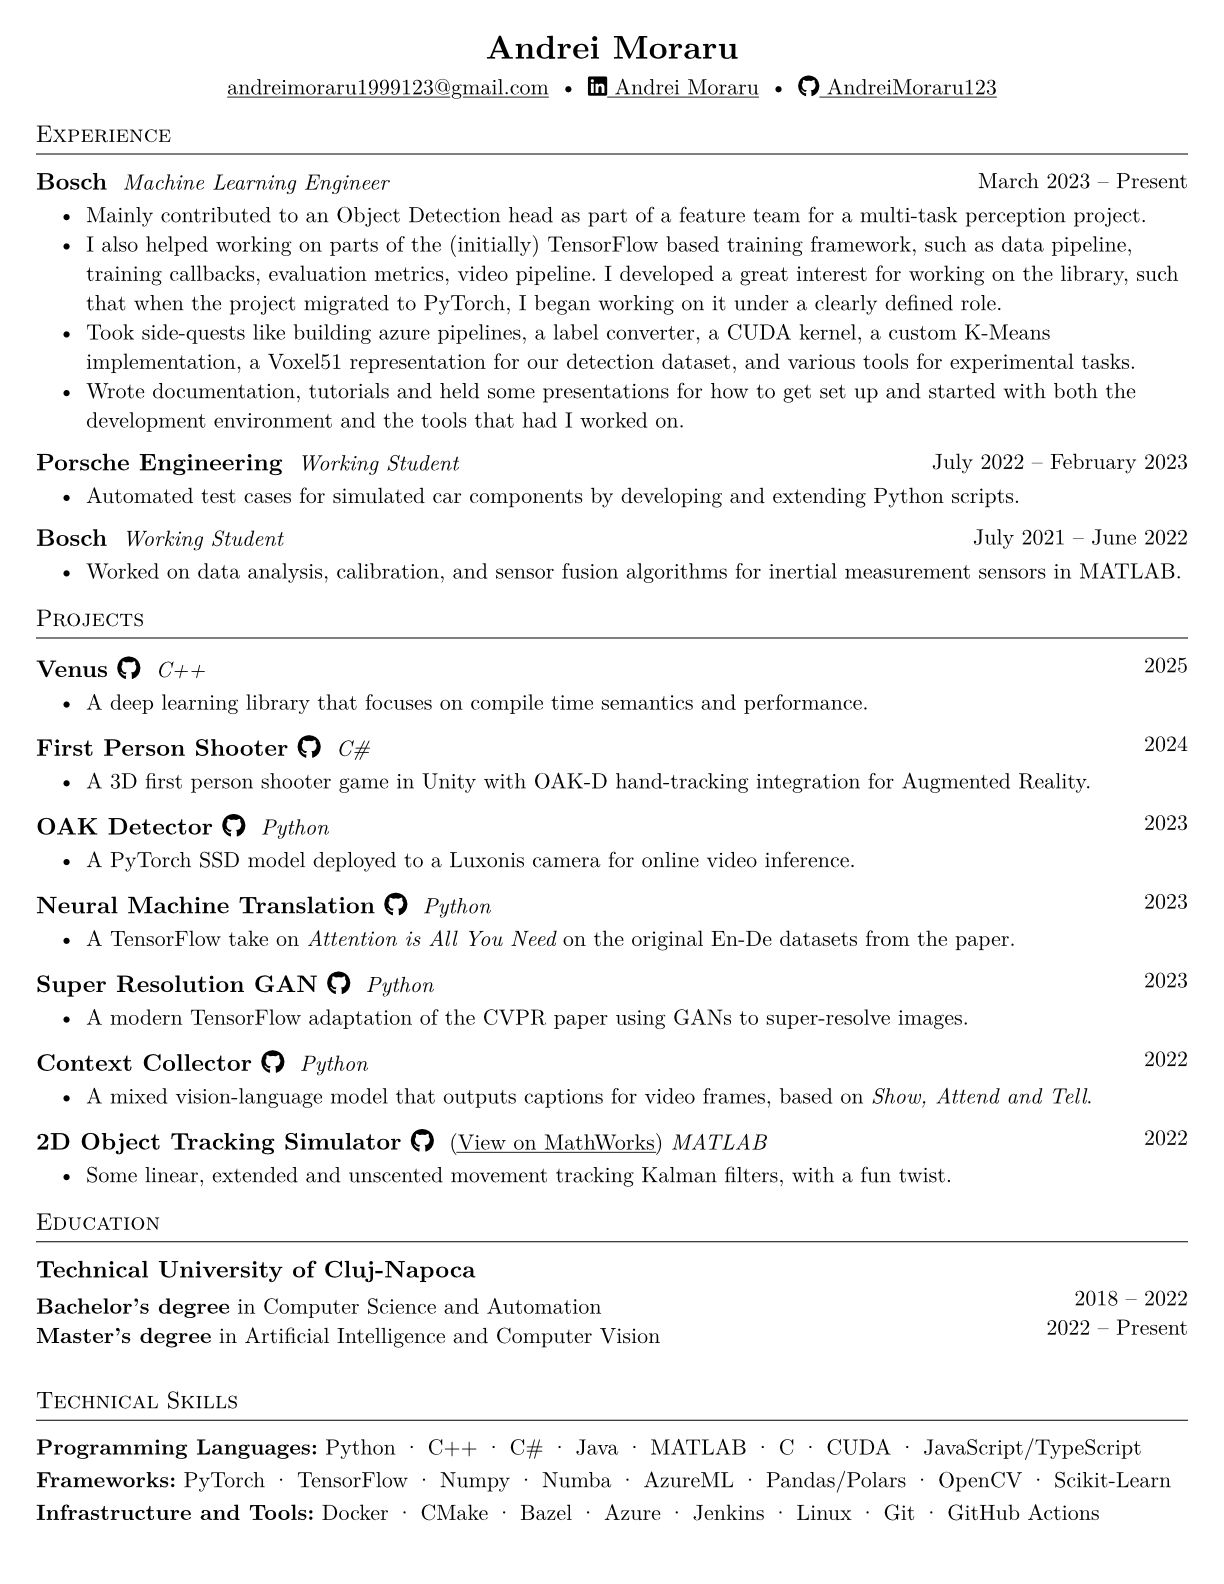 Andrei Moraru
andreimoraru1999123@gmail.com • Andrei Moraru • AndreiMoraru123
Experience
Bosch Machine Learning Engineer March 2023 – Present
• Mainly contributed to an Object Detection head as part of a feature team for a multi-task perception project.
• I also helped working on parts of the (initially) TensorFlow based training framework, such as data pipeline,
training callbacks, evaluation metrics, video pipeline. I developed a great interest for working on the library, such
that when the project migrated to PyTorch, I began working on it under a clearly defined role.
• Took side-quests like building azure pipelines, a label converter, a CUDA kernel, a custom K-Means
implementation, a Voxel51 representation for our detection dataset, and various tools for experimental tasks.
• Wrote documentation, tutorials and held some presentations for how to get set up and started with both the
development environment and the tools that had I worked on.
Porsche Engineering Working Student July 2022 – February 2023
• Automated test cases for simulated car components by developing and extending Python scripts.
Bosch Working Student July 2021 – June 2022
• Worked on data analysis, calibration, and sensor fusion algorithms for inertial measurement sensors in MATLAB.
Projects
Venus C++ 2025
• A deep learning library that focuses on compile time semantics and performance.
First Person Shooter C# 2024
• A 3D first person shooter game in Unity with OAK-D hand-tracking integration for Augmented Reality.
OAK Detector Python 2023
• A PyTorch SSD model deployed to a Luxonis camera for online video inference.
Neural Machine Translation Python 2023
• A TensorFlow take on Attention is All You Need on the original En-De datasets from the paper.
Super Resolution GAN Python 2023
• A modern TensorFlow adaptation of the CVPR paper using GANs to super-resolve images.
Context Collector Python 2022
• A mixed vision-language model that outputs captions for video frames, based on Show, Attend and Tell.
2D Object Tracking Simulator (View on MathWorks) MATLAB 2022
• Some linear, extended and unscented movement tracking Kalman filters, with a fun twist.
Education
Technical University of Cluj-Napoca
Bachelor's degree in Computer Science and Automation 2018 – 2022
Master's degree in Artificial Intelligence and Computer Vision 2022 – Present
Technical Skills
Programming Languages: Python · C++ · C# · Java · MATLAB · C · CUDA · JavaScript/TypeScript
Frameworks: PyTorch · TensorFlow · Numpy · Numba · AzureML · Pandas/Polars · OpenCV · Scikit-Learn
Infrastructure and Tools: Docker · CMake · Bazel · Azure · Jenkins · Linux · Git · GitHub Actions